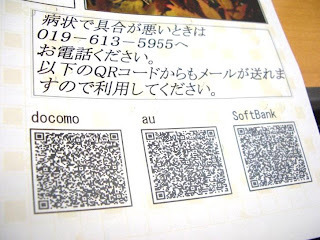 病状で具合が悪いときは
019-613-5955へ
お電話ください。
以下のQRコードからもメールが送れま
すので利用してください。
docomo au SoftBank